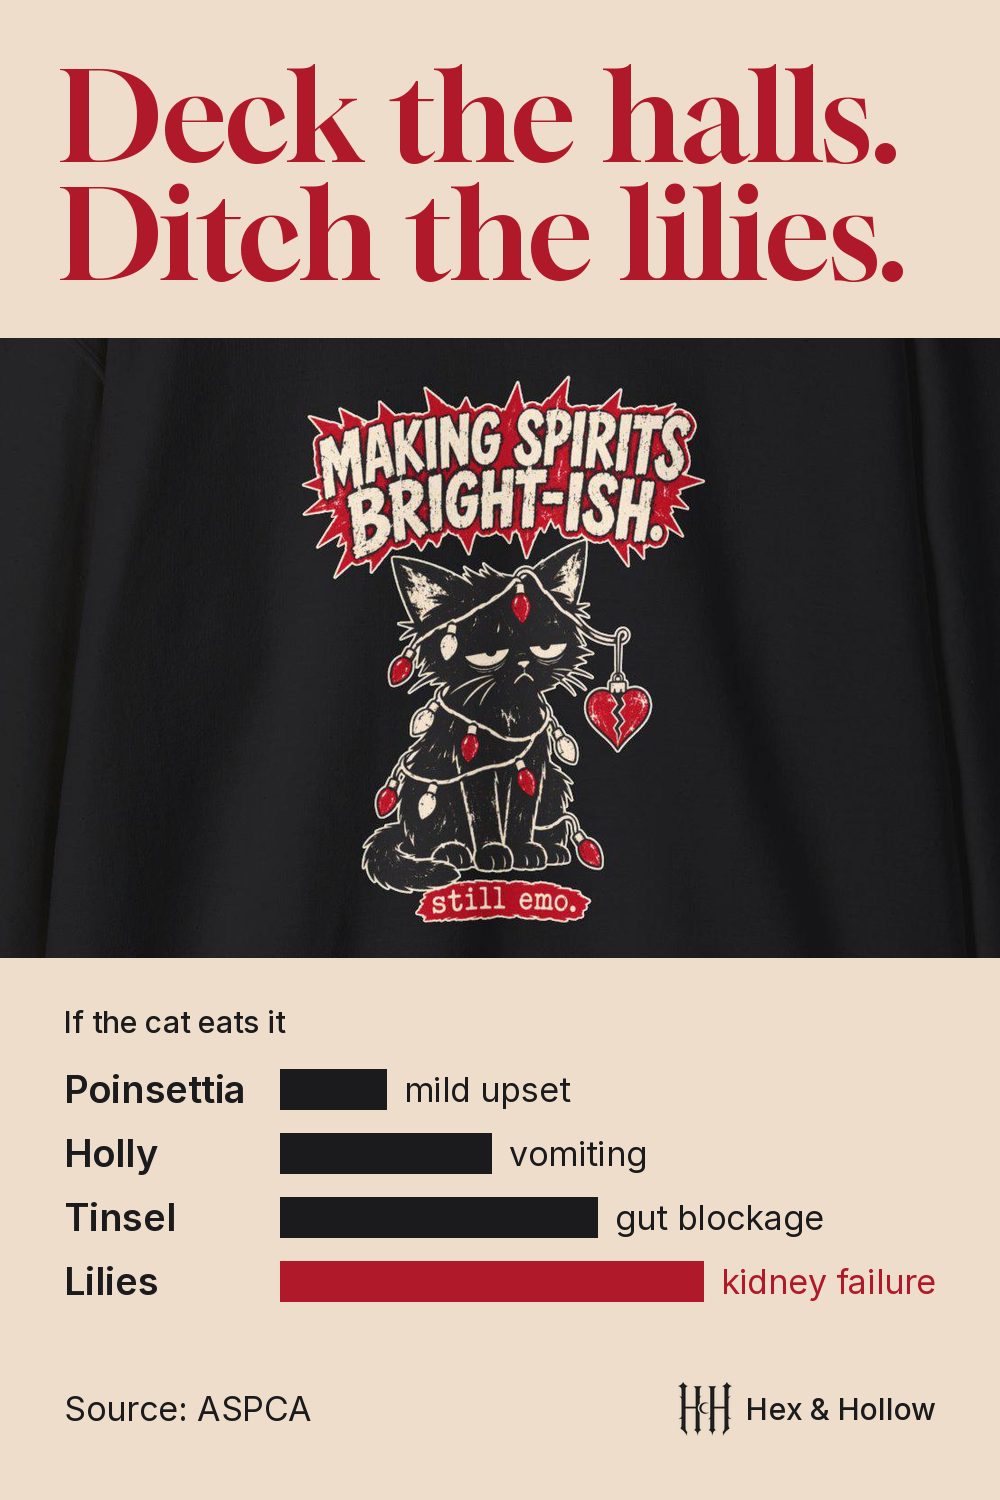 Deck the halls.
Ditch the lilies.
MAKING SPIRITS
BRIGHT-ISH.
still emo.
If the cat eats it
Poinsettia mild upset
Holly vomiting
Tinsel gut blockage
Lilies kidney failure
Source: ASPCA
HCH Hex & Hollow